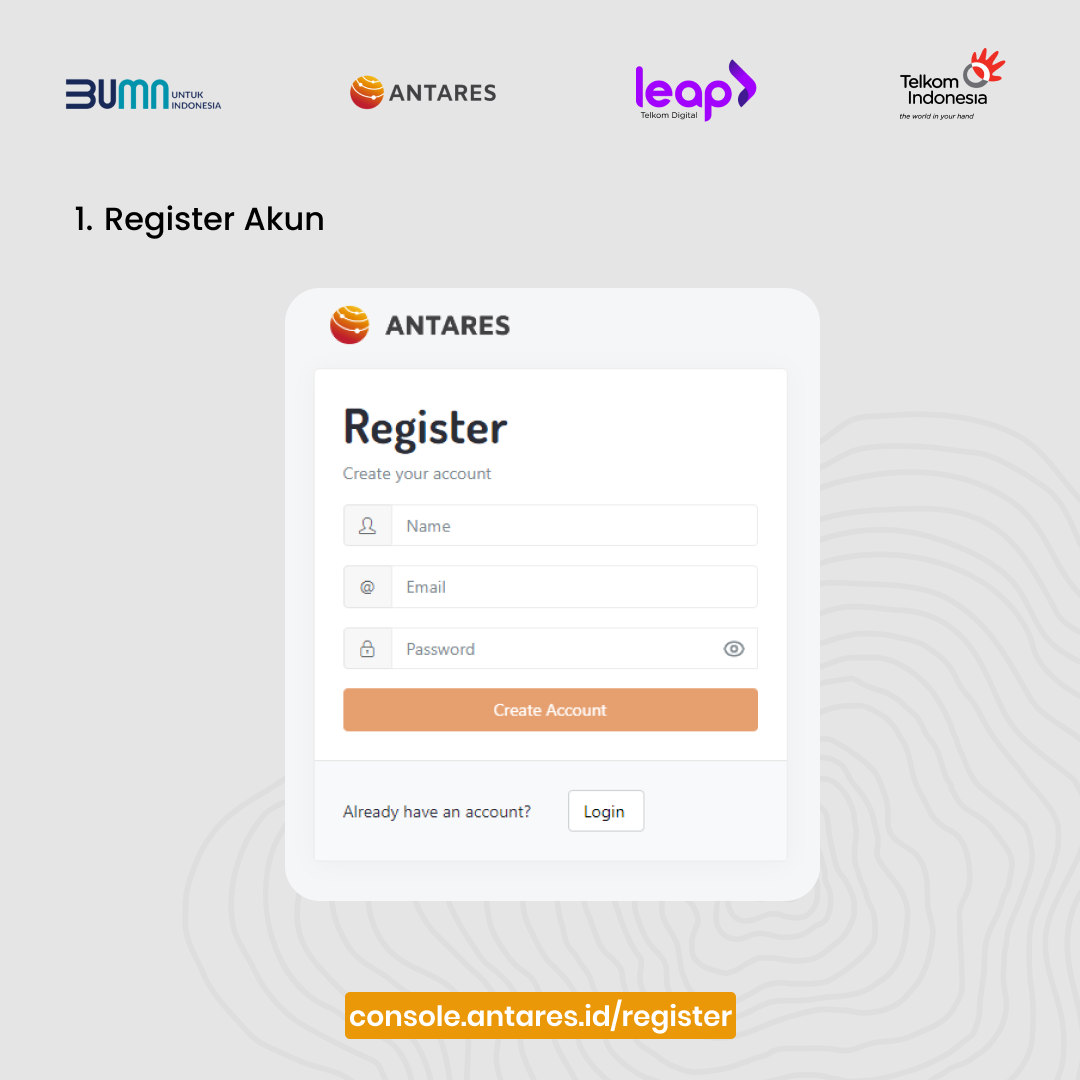 BUMN UNTUK
INDONESIA
ANTARES
leap
Telkom Digital
Telkom
Indonesia
the world in your hand
1. Register Akun
ANTARES
Register
Create your account
Name
@ Email
Password
Create Account
Already have an account? Login
console.antares.id/register